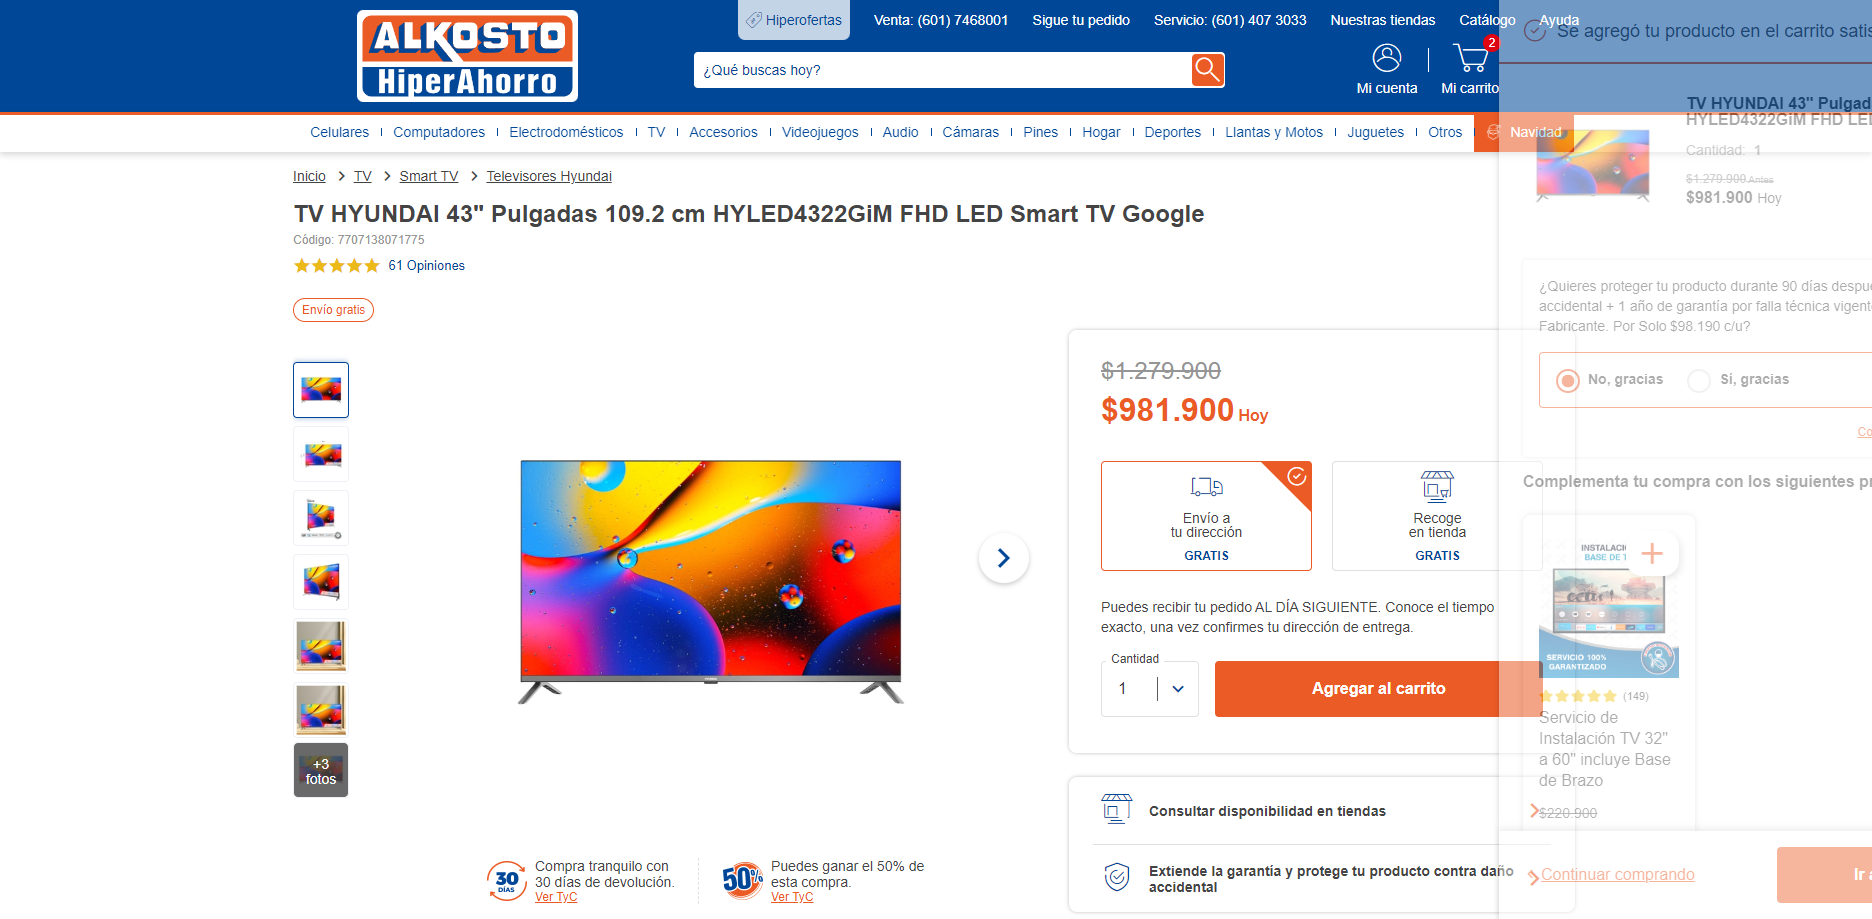 ALKOSTO
HiperAhorro
Hiperofertas
Venta: (601) 7468001
Sigue tu pedido
Servicio: (601) 407 3033
Nuestras tiendas
Catálogo
Ayuda
¿Qué buscas hoy?
Mi cuenta
2
Mi carrito
Celulares
Computadores
Electrodomésticos
TV
Accesorios
Videojuegos
Audio
Cámaras
Pines
Hogar
Deportes
Llantas y Motos
Juguetes
Otros
Navidad
Inicio
TV
Smart TV
Televisores Hyundai
TV HYUNDAI 43" Pulgadas 109.2 cm HYLED4322GiM FHD LED Smart TV Google
Código: 7707138071775
61 Opiniones
Envío gratis
+3
fotos
$1.279.900
$981.900 Hoy
Envío a
tu dirección
GRATIS
Recoge
en tienda
GRATIS
Puedes recibir tu pedido AL DÍA SIGUIENTE. Conoce el tiempo
exacto, una vez confirmes tu dirección de entrega.
Cantidad
1
Agregar al carrito
Consultar disponibilidad en tiendas
Extiende la garantía y protege tu producto contra daño
accidental
30
DÍAS
Compra tranquilo con
30 días de devolución.
Ver TyC
50%
Puedes ganar el 50% de
esta compra.
Ver TyC
Se agregó tu producto en el carrito satis
TV HYUNDAI 43" Pulgad
HYLED4322GiM FHD LED
Cantidad: 1
$1.279.900 Antes
$981.900 Hoy
¿Quieres proteger tu producto durante 90 días despu
accidental + 1 año de garantía por falla técnica vigent
Fabricante. Por Solo $98.190 c/u?
No, gracias
Sí, gracias
Co
Complementa tu compra con los siguientes pr
INSTALACI
BASE DE T
SERVICIO 100%
GARANTIZADO
(149)
Servicio de
Instalación TV 32"
a 60" incluye Base
de Brazo
$220.900
Continuar comprando
Ir a